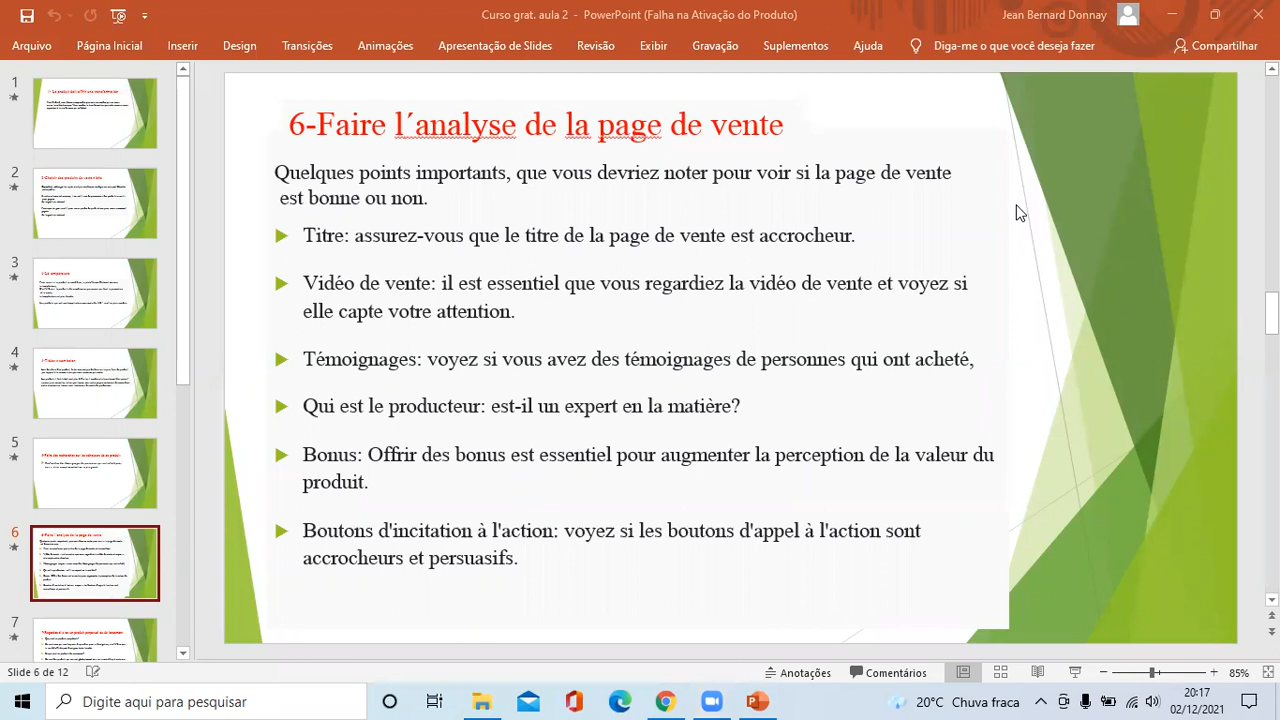 Curso grat. aula 2 - PowerPoint (Falha na Ativação do Produto)
Jean Bernard Donnay
Arquivo Página Inicial Inserir Design Transições Animações Apresentação de Slides Revisão Exibir Gravação Suplementos Ajuda Diga-me o que você deseja fazer Compartilhar
1
2
3
4
5
6
7
6-Faire l´analyse de la page de vente
Quelques points importants, que vous devriez noter pour voir si la page de vente
est bonne ou non.
Titre: assurez-vous que le titre de la page de vente est accrocheur.
Vidéo de vente: il est essentiel que vous regardiez la vidéo de vente et voyez si
elle capte votre attention.
Témoignages: voyez si vous avez des témoignages de personnes qui ont acheté,
Qui est le producteur: est-il un expert en la matière?
Bonus: Offrir des bonus est essentiel pour augmenter la perception de la valeur du
produit.
Boutons d'incitation à l'action: voyez si les boutons d'appel à l'action sont
accrocheurs et persuasifs.
Slide 6 de 12
Anotações Comentários 85%
Digite aqui para pesquisar
20°C Chuva fraca
20:17
02/12/2021